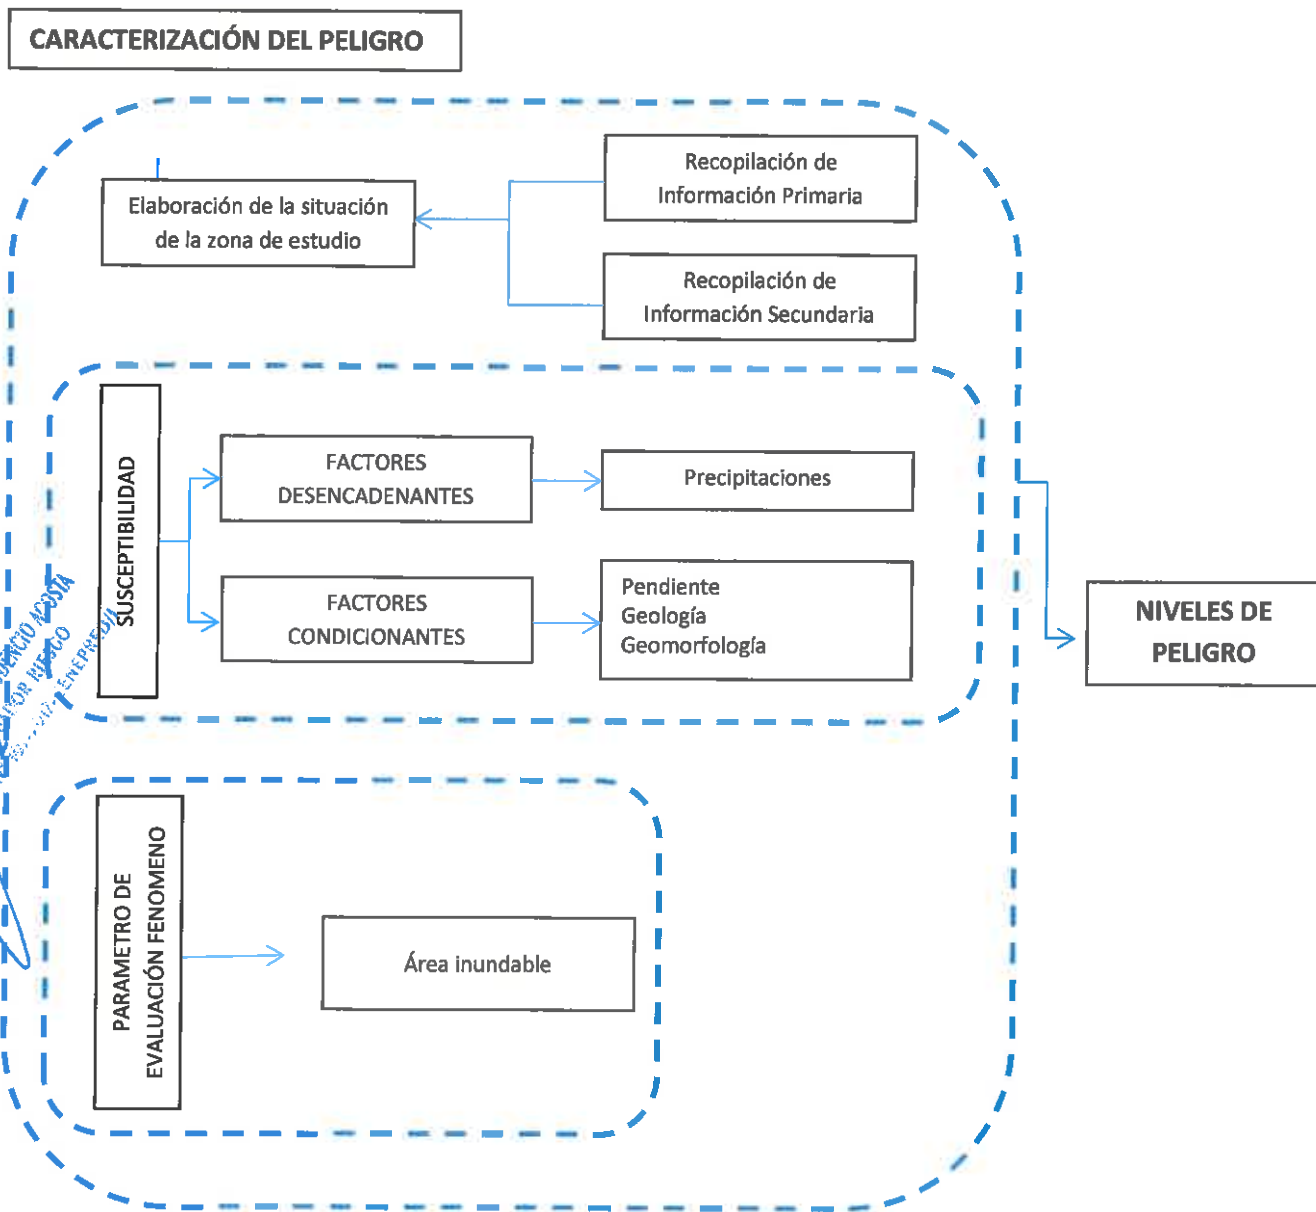 CARACTERIZACIÓN DEL PELIGRO
Recopilación de
Información Primaria
Elaboración de la situación
de la zona de estudio
Recopilación de
Información Secundaria
SUSCEPTIBILIDAD
FACTORES
DESENCADENANTES
Precipitaciones
FACTORES
CONDICIONANTES
Pendiente
Geología
Geomorfología
NIVELES DE
PELIGRO
ACOSTA
RIESGO
PARAMETRO DE
EVALUACIÓN FENOMENO
Área inundable